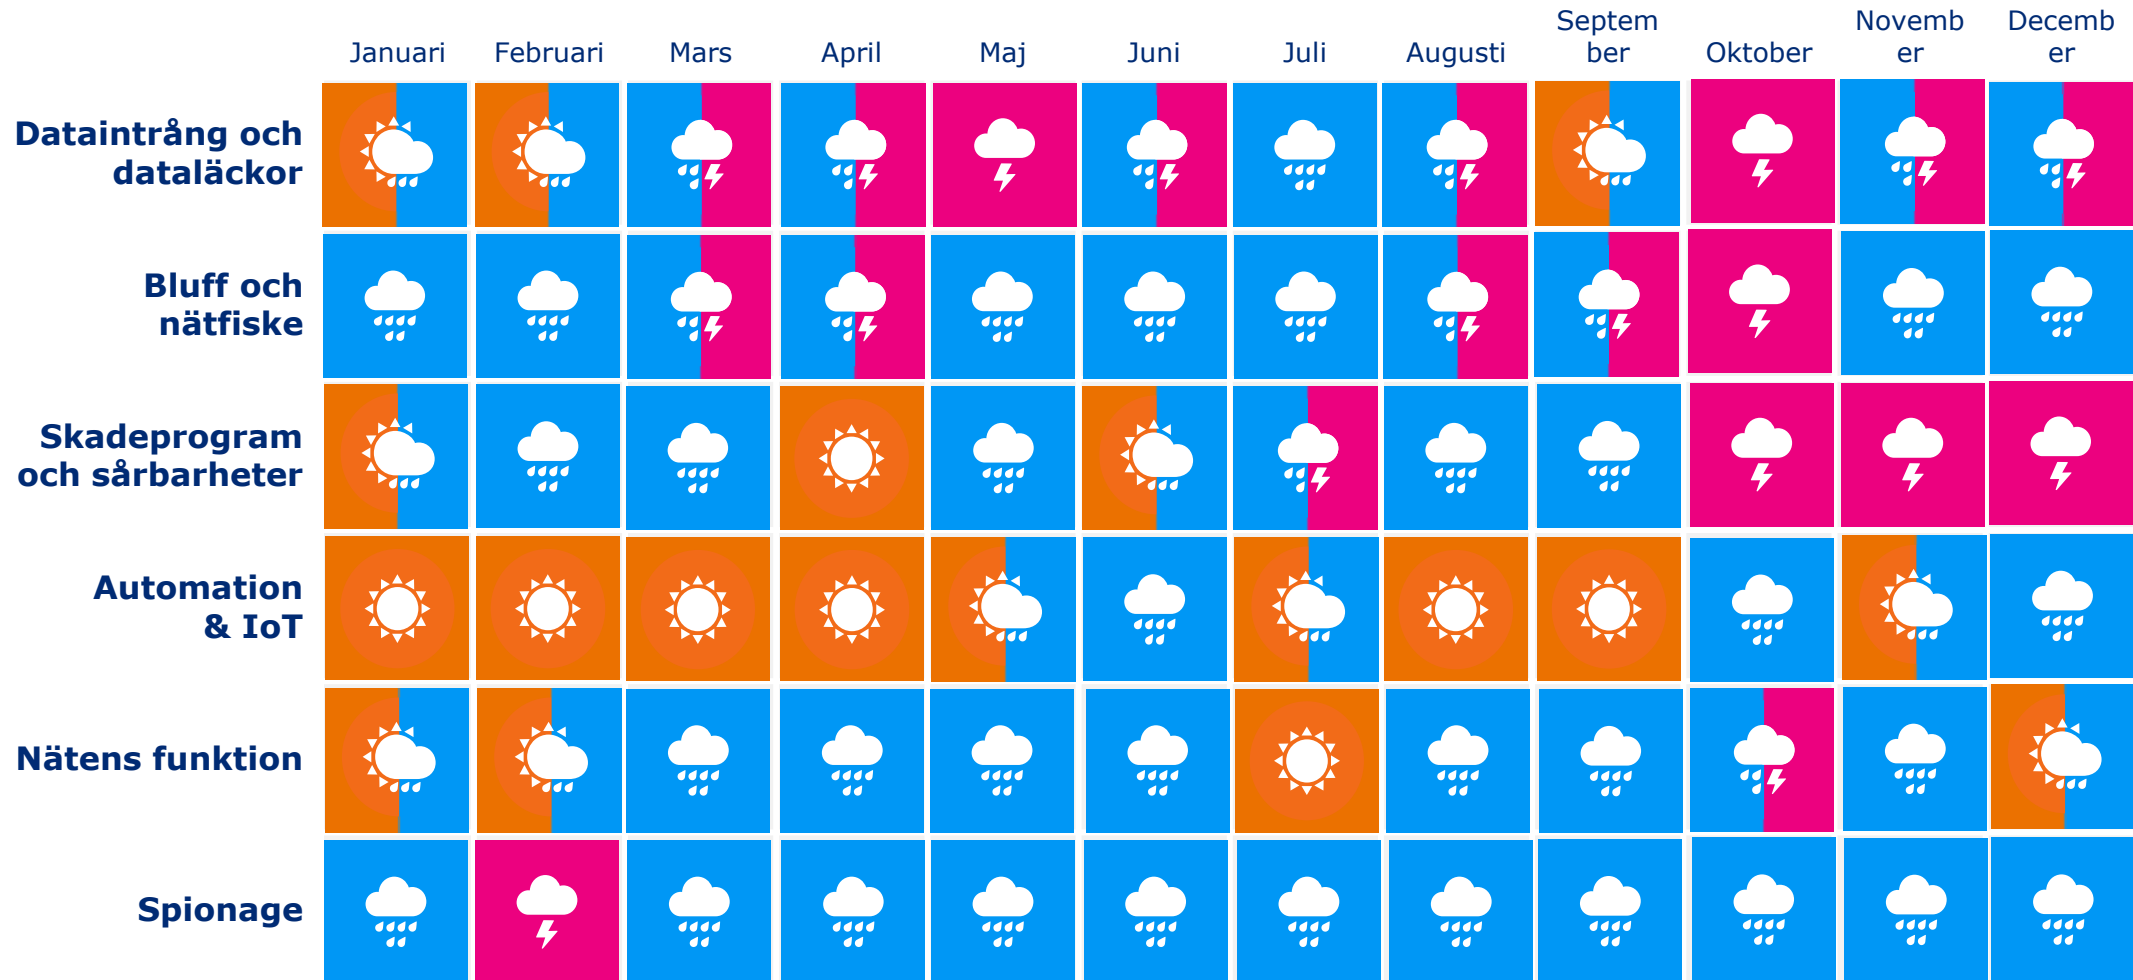 Januari Februari Mars April Maj Juni Juli Augusti Septem
ber Oktober Novemb
er Decemb
er
Dataintrång och
dataläckor
Bluff och
nätfiske
Skadeprogram
och sårbarheter
Automation
& IoT
Nätens funktion
Spionage